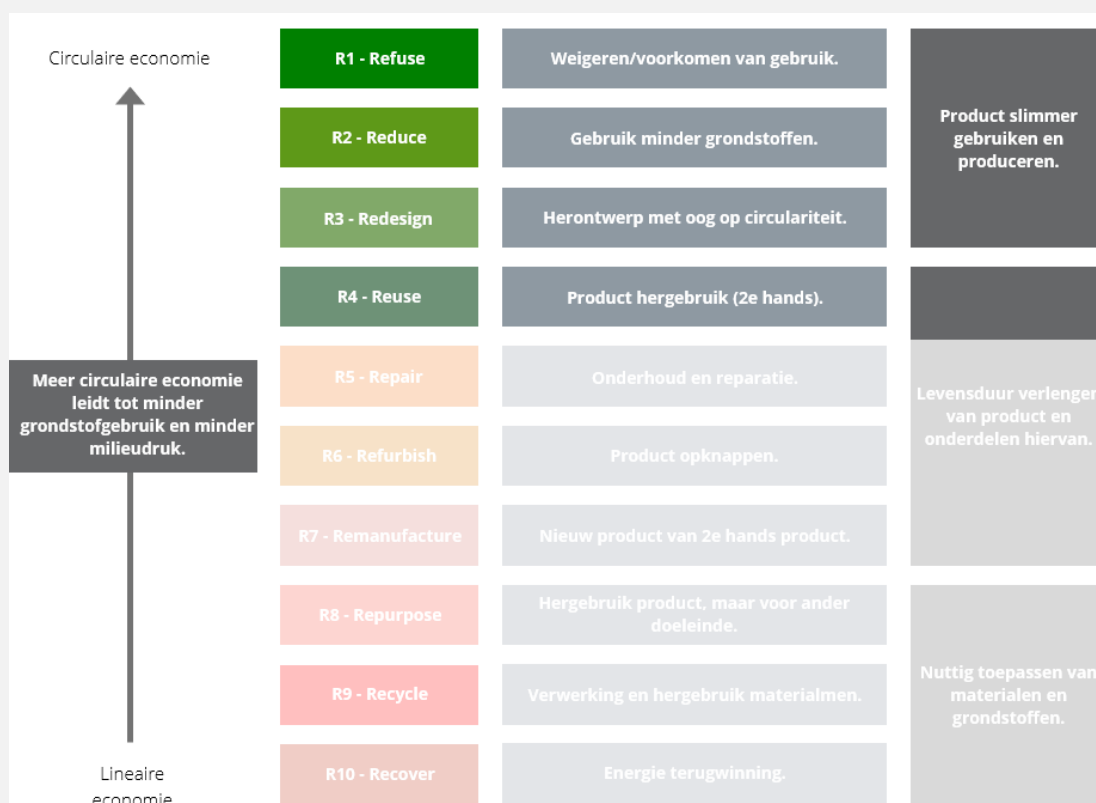 Circulaire economie
R1 - Refuse
Weigeren/voorkomen van gebruik.
Product slimmer
gebruiken en
produceren.
R2 - Reduce
Gebruik minder grondstoffen.
R3 - Redesign
Herontwerp met oog op circulariteit.
R4 - Reuse
Product hergebruik (2e hands).
Meer circulaire economie
leidt tot minder
grondstofgebruik en minder
milieudruk.
R5 - Repair
Onderhoud en reparatie.
Levensduur verlengen
van product en
onderdelen hiervan.
R6 - Refurbish
Product opknappen.
R7 - Remanufacture
Nieuw product van 2e hands product.
R8 - Repurpose
Hergebruik product, maar voor ander
doeleinde.
R9 - Recycle
Verwerking en hergebruik materialmen.
Nuttig toepassen van
materialen en
grondstoffen.
R10 - Recover
Energie terugwinning.
Lineaire
economie